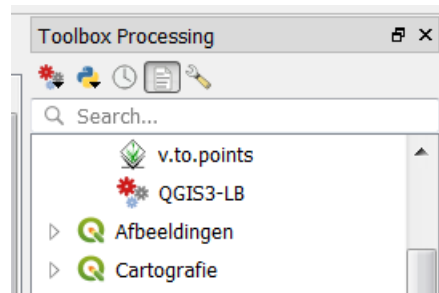 Toolbox Processing
Search...
v.to.points
QGIS3-LB
Afbeeldingen
Cartografie